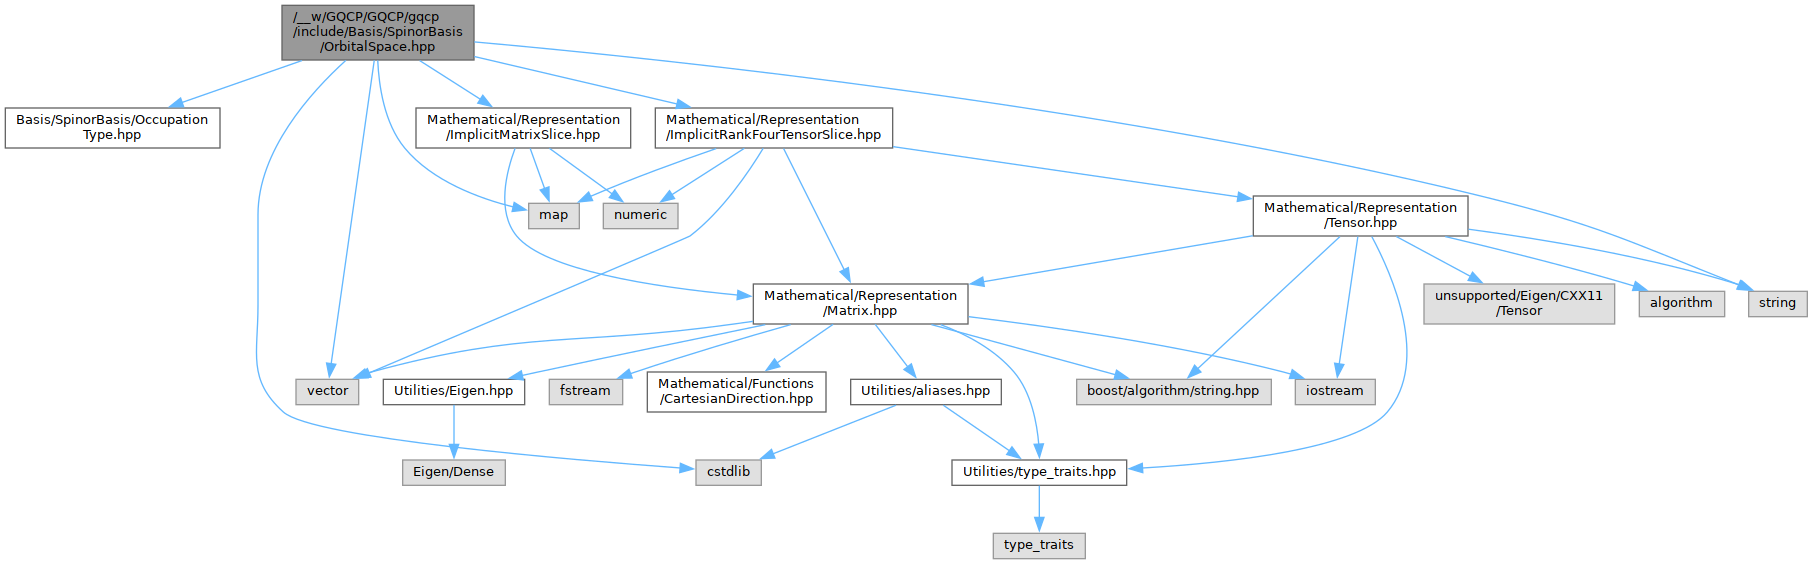 /__w/GQCP/GQCP/gqcp
/include/Basis/SpinorBasis
/OrbitalSpace.hpp
Basis/SpinorBasis/Occupation
Type.hpp
Mathematical/Representation
/ImplicitMatrixSlice.hpp
Mathematical/Representation
/ImplicitRankFourTensorSlice.hpp
map
numeric
Mathematical/Representation
/Tensor.hpp
Mathematical/Representation
/Matrix.hpp
unsupported/Eigen/CXX11
/Tensor
algorithm
string
vector
Utilities/Eigen.hpp
fstream
Mathematical/Functions
/CartesianDirection.hpp
Utilities/aliases.hpp
boost/algorithm/string.hpp
iostream
Eigen/Dense
cstdlib
Utilities/type_traits.hpp
type_traits